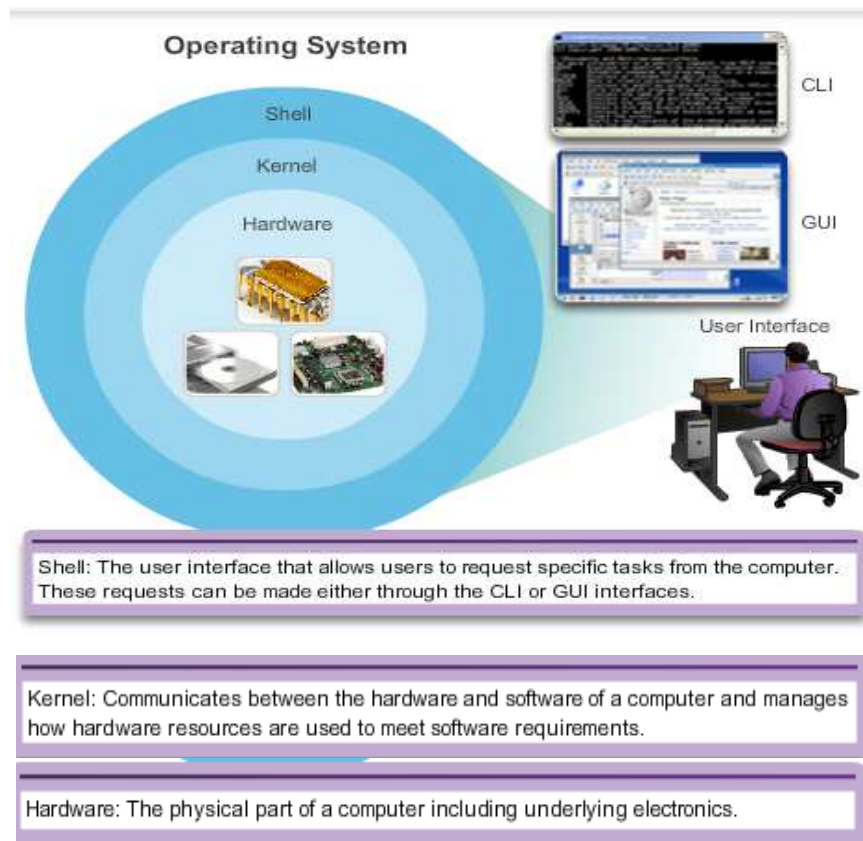 Operating System
CLI
Shell
Kernel
GUI
Hardware
User Interface
Shell: The user interface that allows users to request specific tasks from the computer.
These requests can be made either through the CLI or GUI interfaces.
Kernel: Communicates between the hardware and software of a computer and manages
how hardware resources are used to meet software requirements.
Hardware: The physical part of a computer including underlying electronics.